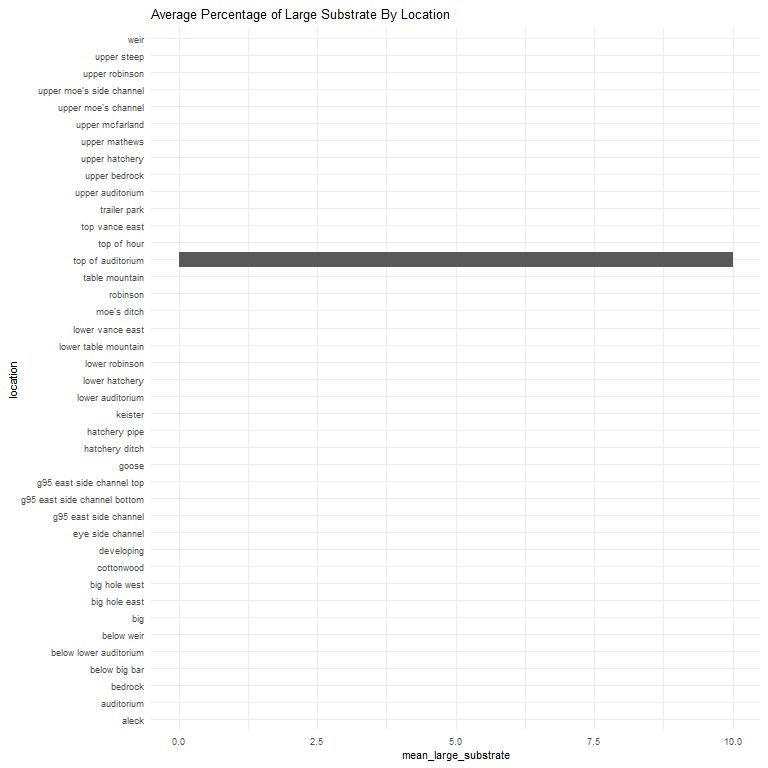 Average Percentage of Large Substrate By Location
weir
upper steep
upper robinson
upper moe's side channel
upper moe's channel
upper mcfarland
upper mathews
upper hatchery
upper bedrock
upper auditorium
trailer park
top vance east
top of hour
top of auditorium
table mountain
robinson
moe's ditch
lower vance east
lower table mountain
lower robinson
lower hatchery
lower auditorium
keister
hatchery pipe
hatchery ditch
goose
g95 east side channel top
g95 east side channel bottom
g95 east side channel
eye side channel
developing
cottonwood
big hole west
big hole east
big
below weir
below lower auditorium
below big bar
bedrock
auditorium
aleck
location
0.0 2.5 5.0 7.5 10.0
mean_large_substrate